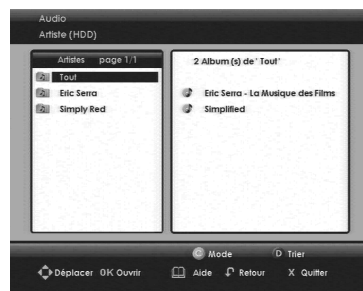 Audio
Artiste (HDD)
Artistes page 1/1
Tout
Eric Serra
Simply Red
2 Album (s) de ' Tout'
Eric Serra - La Musique des Films
Simplified
C Mode D Trier
Déplacer OK Ouvrir Aide Retour X Quitter